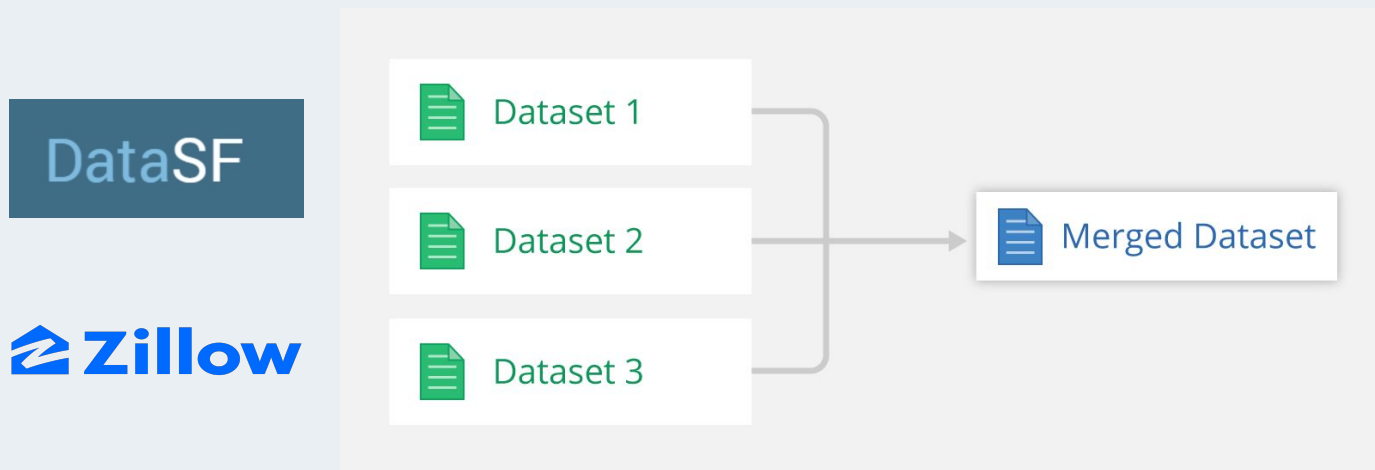 DataSF
Zillow
Dataset 1
Dataset 2
Dataset 3
Merged Dataset